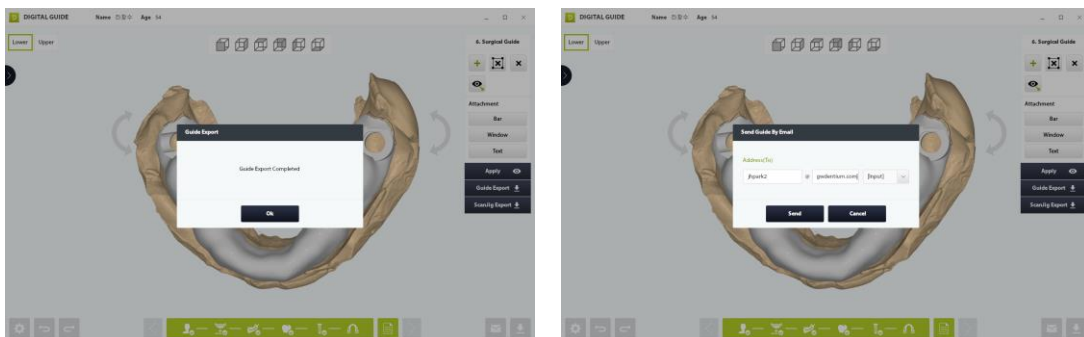 DIGITAL GUIDE Name Age 54
Lower Upper
6. Surgical Guide
Attachment
Bar
Window
Text
Apply
Guide Export
ScanJig Export
Guide Export
Guide Export Completed
Ok
DIGITAL GUIDE Name Age 54
Lower Upper
6. Surgical Guide
Attachment
Bar
Window
Text
Apply
Guide Export
ScanJig Export
Send Guide By Email
Address(To)
jhpark2 @ gwdentium.com [Input]
Send Cancel